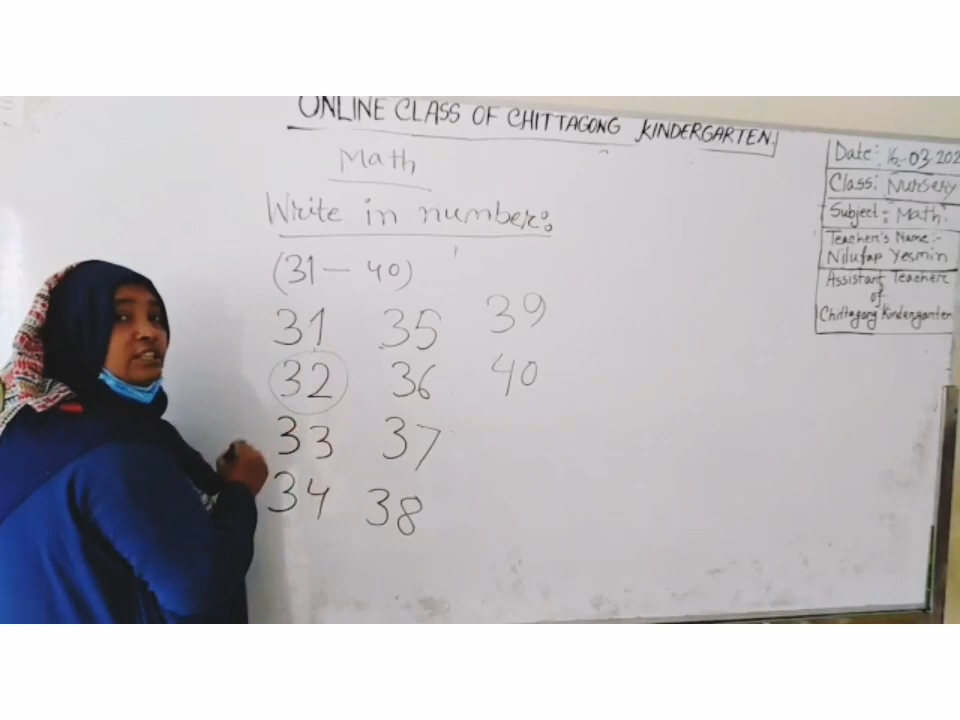 ONLINE CLASS OF CHITTAGONG KINDERGARTEN.
Math
Write in number:
(31 - 40)
31 35 39
32 36 40
33 37
34 38
Date: 16-03-202
Class: Nursery
Subject: Math.
Teacher's Name:-
Nilufar Yesmin
Assistant Teacher
of
Chittagong Kindergarten